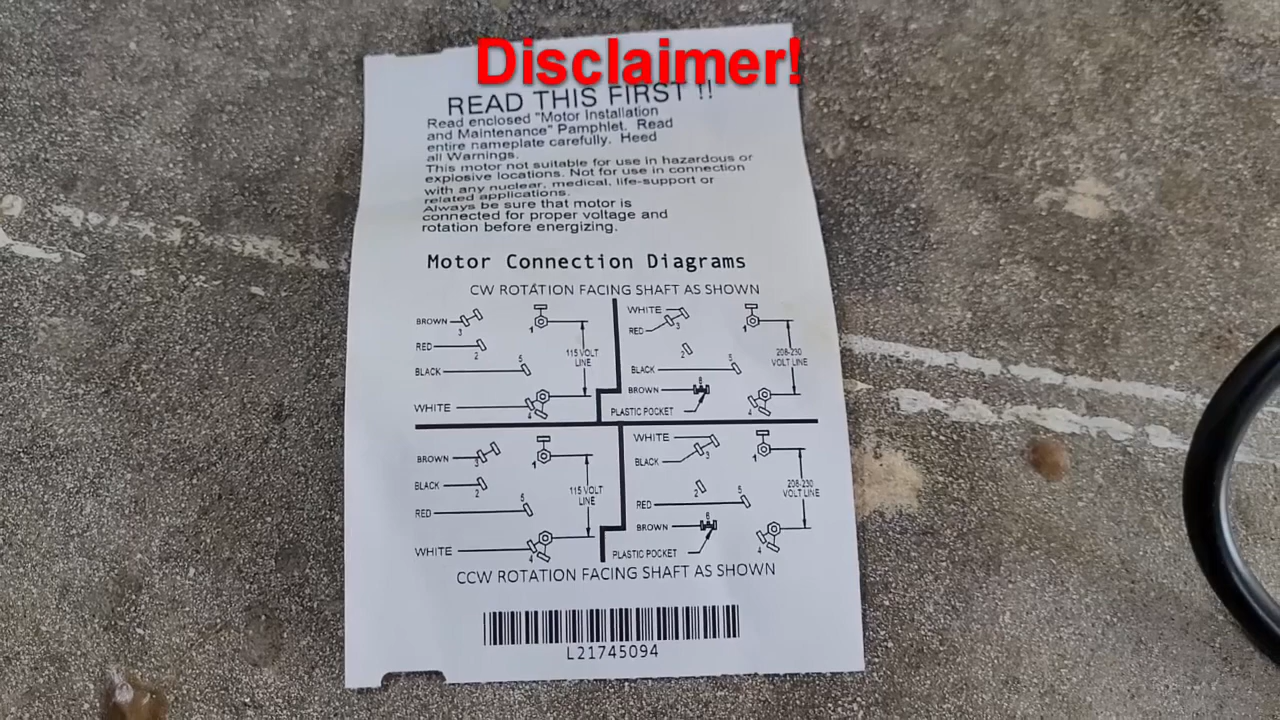 Disclaimer!
READ THIS FIRST !!
Read enclosed "Motor Installation
and Maintenance" Pamphlet. Read
entire nameplate carefully. Heed
all Warnings.
This motor not suitable for use in hazardous or
explosive locations. Not for use in connection
with any nuclear, medical, life-support or
related applications.
Always be sure that motor is
connected for proper voltage and
rotation before energizing.
Motor Connection Diagrams
CW ROTATION FACING SHAFT AS SHOWN
BROWN 3 1
RED 2
115 VOLT
LINE
BLACK 5
WHITE 4
WHITE
RED 3 1
2
208-230
VOLT LINE
BLACK 5
BROWN 6
PLASTIC POCKET 4
BROWN 3 1
BLACK 2
115 VOLT
LINE
RED 5
WHITE 4
WHITE
BLACK 3 1
2
208-230
VOLT LINE
RED 5
BROWN 6
PLASTIC POCKET 4
CCW ROTATION FACING SHAFT AS SHOWN
L21745094